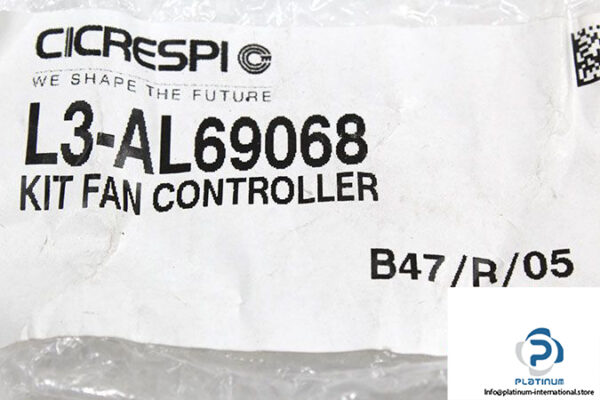 CICRESPI
WE SHAPE THE FUTURE
L3-AL69068
KIT FAN CONTROLLER
B47/R/05
PLATINUM
Info@platinum-international.store